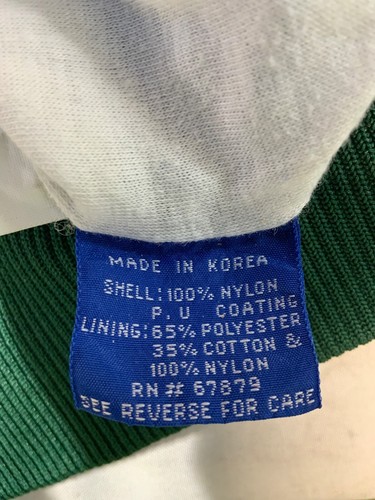 MADE IN KOREA
SHELL: 100% NYLON
P. U COATING
LINING: 65% POLYESTER
35% COTTON &
100% NYLON
RN# 67879
SEE REVERSE FOR CARE